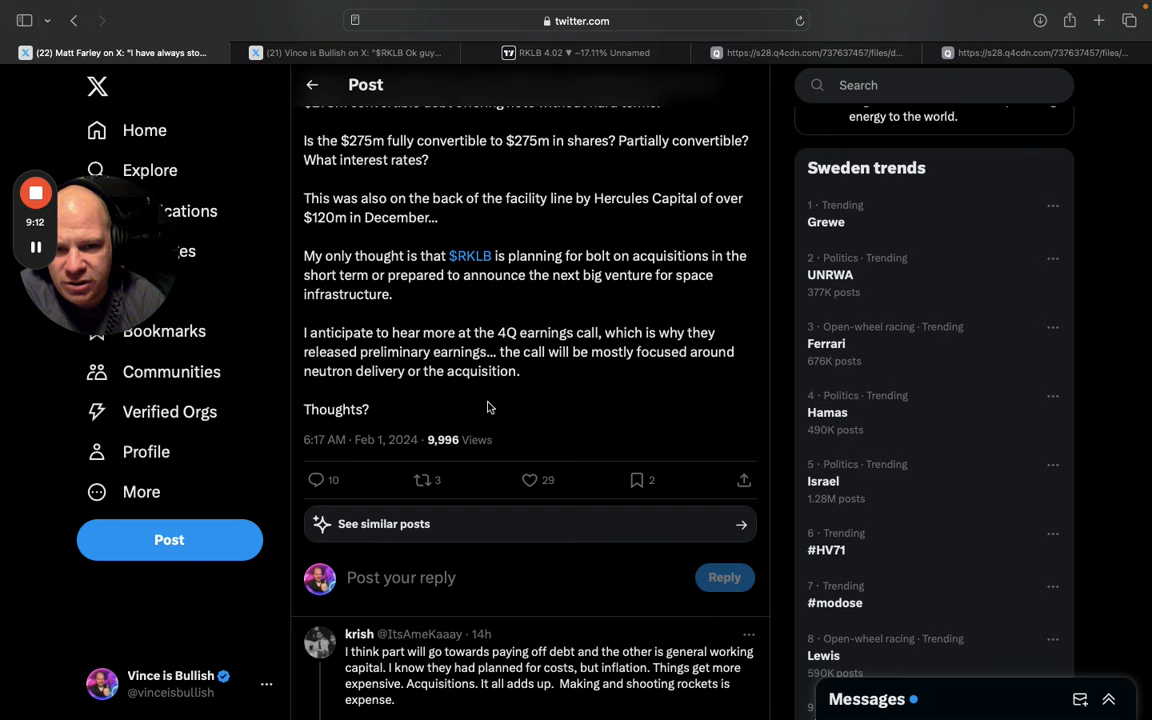 twitter.com
(22) Matt Farley on X: "I have always sto...
(21) Vince is Bullish on X: "$RKLB Ok guy...
RKLB 4.02 ▼ −17.11% Unnamed
https://s28.q4cdn.com/737637457/files/d...
https://s28.q4cdn.com/737637457/files/...
Home
Explore
Bookmarks
Communities
Verified Orgs
Profile
More
Post
9:12
Vince is Bullish
@vinceisbullish
Post
Is the $275m fully convertible to $275m in shares? Partially convertible?
What interest rates?
This was also on the back of the facility line by Hercules Capital of over
$120m in December...
My only thought is that $RKLB is planning for bolt on acquisitions in the
short term or prepared to announce the next big venture for space
infrastructure.
I anticipate to hear more at the 4Q earnings call, which is why they
released preliminary earnings... the call will be mostly focused around
neutron delivery or the acquisition.
Thoughts?
6:17 AM · Feb 1, 2024 · 9,996 Views
10
3
29
2
See similar posts
Post your reply
Reply
krish @ItsAmeKaaay · 14h
I think part will go towards paying off debt and the other is general working
capital. I know they had planned for costs, but inflation. Things get more
expensive. Acquisitions. It all adds up. Making and shooting rockets is
expense.
Search
energy to the world.
Sweden trends
1 · Trending
Grewe
2 · Politics · Trending
UNRWA
377K posts
3 · Open-wheel racing · Trending
Ferrari
676K posts
4 · Politics · Trending
Hamas
490K posts
5 · Politics · Trending
Israel
1.28M posts
6 · Trending
#HV71
7 · Trending
#modose
8 · Open-wheel racing · Trending
Lewis
590K posts
Messages